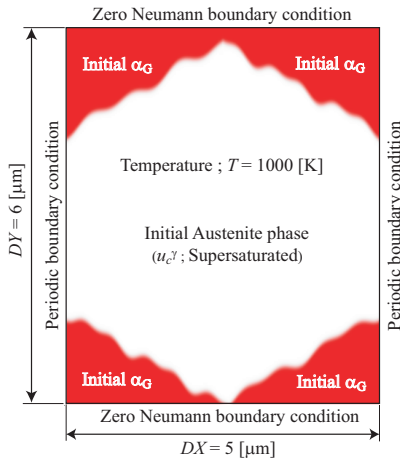 Zero Neumann boundary condition
Initial αG
Initial αG
Periodic boundary condition
DY = 6 [μm]
Temperature ; T = 1000 [K]
Initial Austenite phase
(u_c^γ ; Supersaturated)
Periodic boundary condition
Initial αG
Initial αG
Zero Neumann boundary condition
DX = 5 [μm]